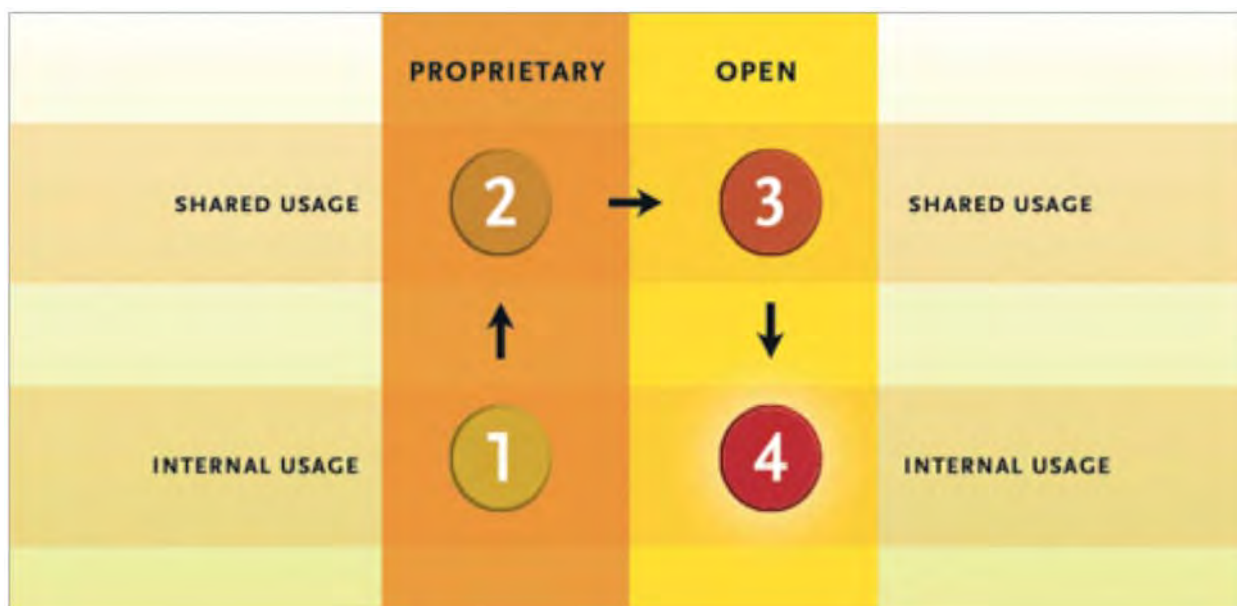 PROPRIETARY OPEN
SHARED USAGE 2 3 SHARED USAGE
INTERNAL USAGE 1 4 INTERNAL USAGE